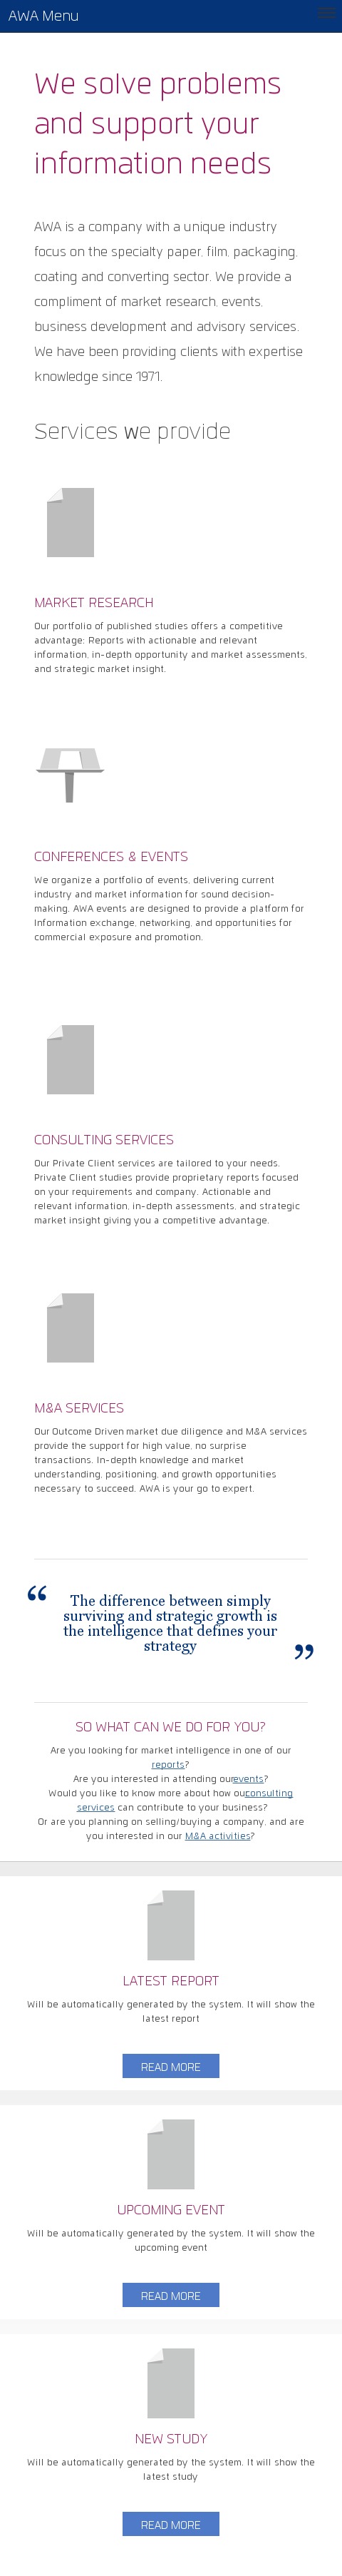 AWA Menu
We solve problems
and support your
information needs
AWA is a company with a unique industry
focus on the specialty paper, film, packaging,
coating and converting sector. We provide a
compliment of market research, events,
business development and advisory services.
We have been providing clients with expertise
knowledge since 1971.
Services we provide
MARKET RESEARCH
Our portfolio of published studies offers a competitive
advantage: Reports with actionable and relevant
information, in-depth opportunity and market assessments,
and strategic market insight.
CONFERENCES & EVENTS
We organize a portfolio of events, delivering current
industry and market information for sound decision-
making. AWA events are designed to provide a platform for
Information exchange, networking, and opportunities for
commercial exposure and promotion.
CONSULTING SERVICES
Our Private Client services are tailored to your needs.
Private Client studies provide proprietary reports focused
on your requirements and company. Actionable and
relevant information, in-depth assessments, and strategic
market insight giving you a competitive advantage.
M&A SERVICES
Our Outcome Driven market due diligence and M&A services
provide the support for high value, no surprise
transactions. In-depth knowledge and market
understanding, positioning, and growth opportunities
necessary to succeed. AWA is your go to expert.
“ The difference between simply
surviving and strategic growth is
the intelligence that defines your
strategy ”
SO WHAT CAN WE DO FOR YOU?
Are you looking for market intelligence in one of our
reports?
Are you interested in attending our events?
Would you like to know more about how our consulting
services can contribute to your business?
Or are you planning on selling/buying a company, and are
you interested in our M&A activities?
LATEST REPORT
Will be automatically generated by the system. It will show the
latest report
READ MORE
UPCOMING EVENT
Will be automatically generated by the system. It will show the
upcoming event
READ MORE
NEW STUDY
Will be automatically generated by the system. It will show the
latest study
READ MORE